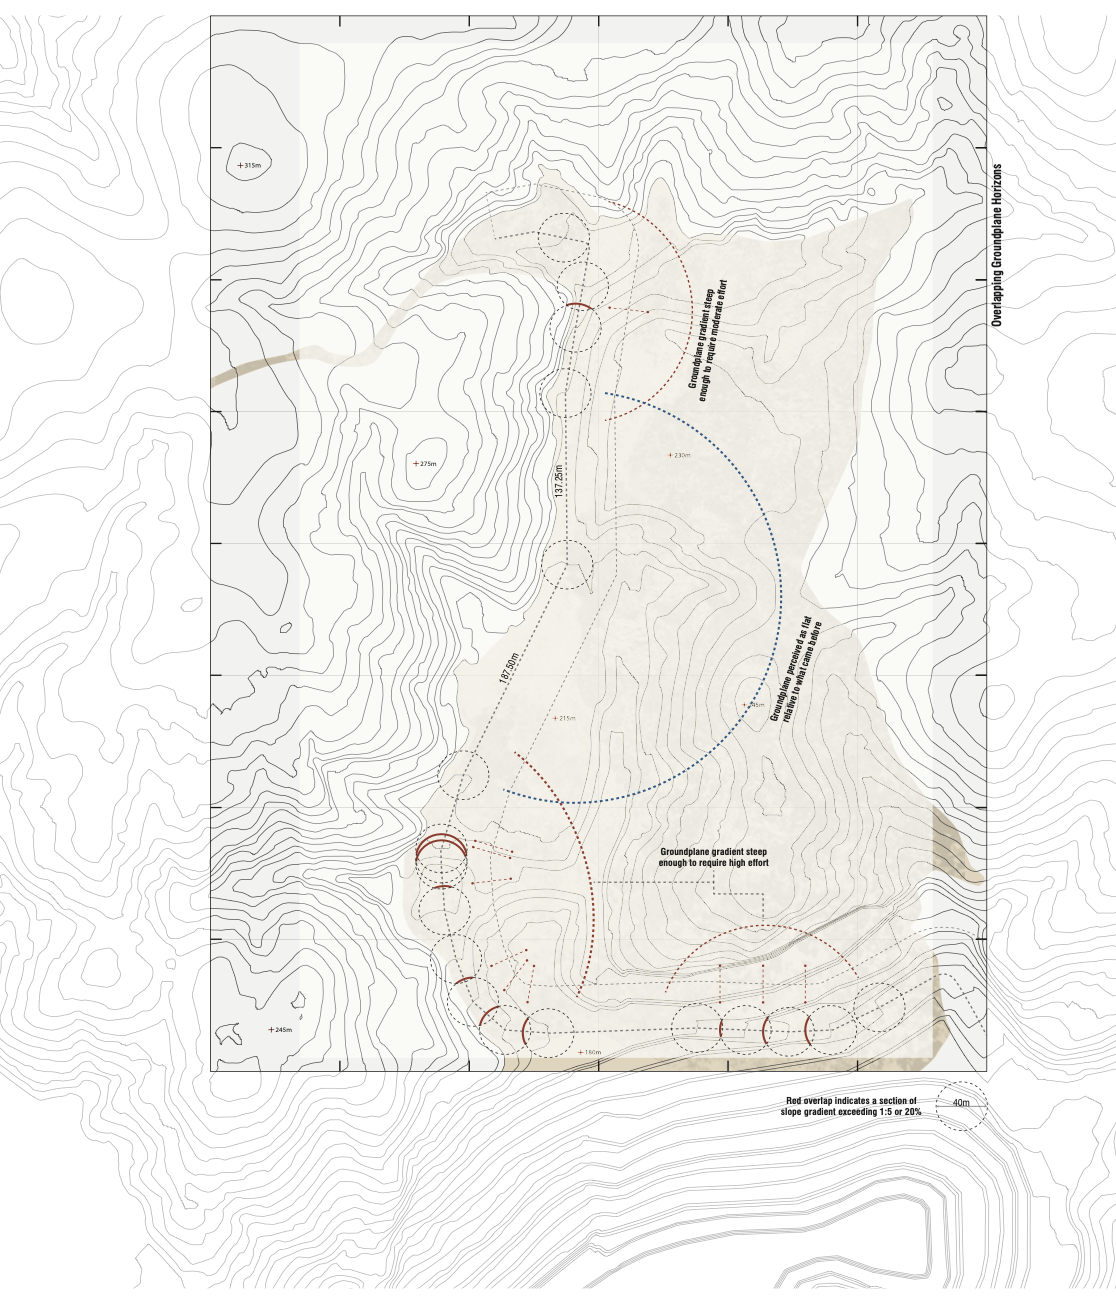 +315m
Overlapping Groundplane Horizons
Groundplane gradient steep
enough to require moderate effort
+230m
+275m
137.25m
187.50m
Groundplane perceived as flat
relative to what came before
+215m
Groundplane gradient steep
enough to require high effort
+245m
+180m
Red overlap indicates a section of
slope gradient exceeding 1:5 or 20%
40m